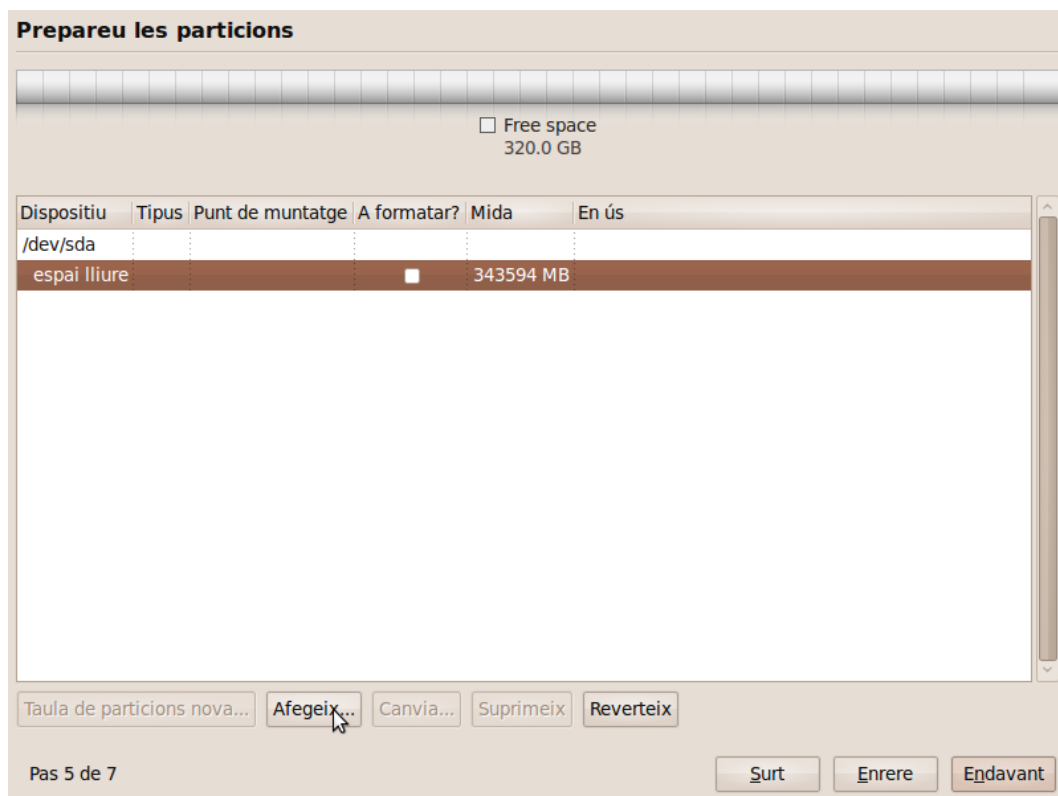 Prepareu les particions
Free space
320.0 GB
Dispositiu Tipus Punt de muntatge A formatar? Mida En ús
/dev/sda
espai lliure 343594 MB
Taula de particions nova... Afegeix... Canvia... Suprimeix Reverteix
Pas 5 de 7 Surt Enrere Endavant